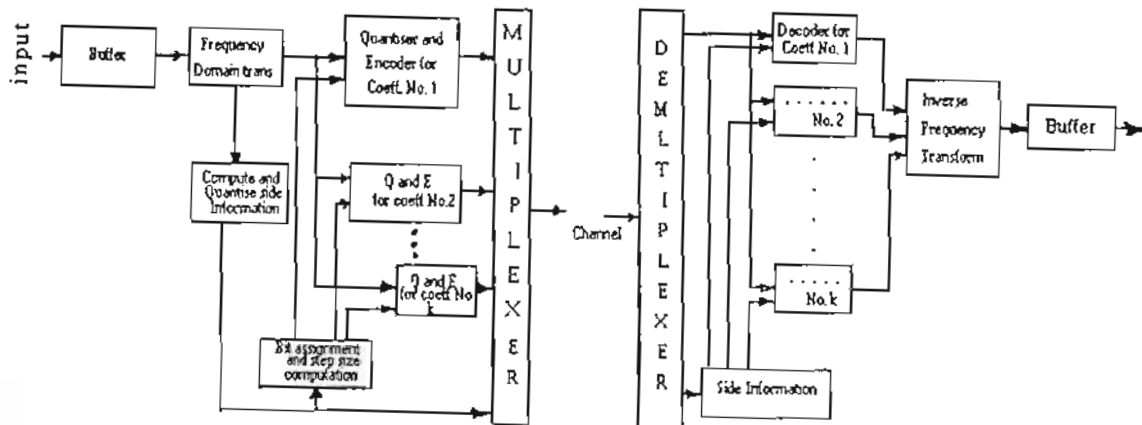 input
Buffer
Frequency
Domain trans
Quantiser and
Encoder for
Coeff. No. 1
Compute and
Quantise side
Information
Q and E
for coeff No.2
Q and E
for coeff No
k
Bit assignment
and step size
computation
MULTIPLEXER
Channel
DEMLTIPLEXER
Decoder for
Coeff No. 1
. . . . . .
No. 2
. . . . . .
No. k
Side Information
Inverse
Frequency
Transform
Buffer